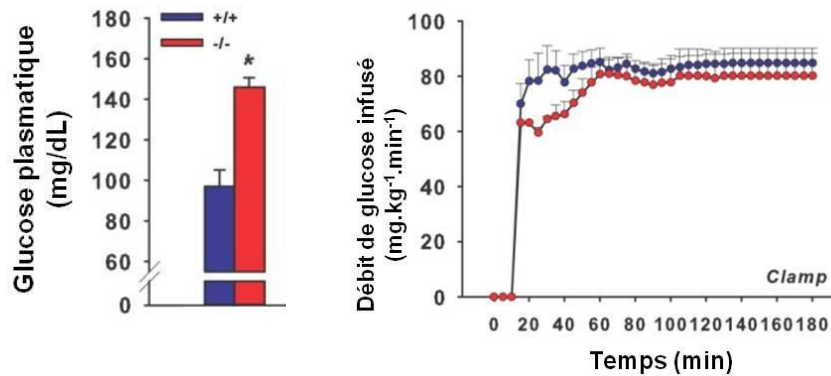 +/+
-/-
*
Glucose plasmatique
(mg/dL)
180
160
140
120
100
80
60
0
Débit de glucose infusé
(mg.kg⁻¹.min⁻¹)
100
80
60
40
20
0
Clamp
0 20 40 60 80 100 120 140 160 180
Temps (min)